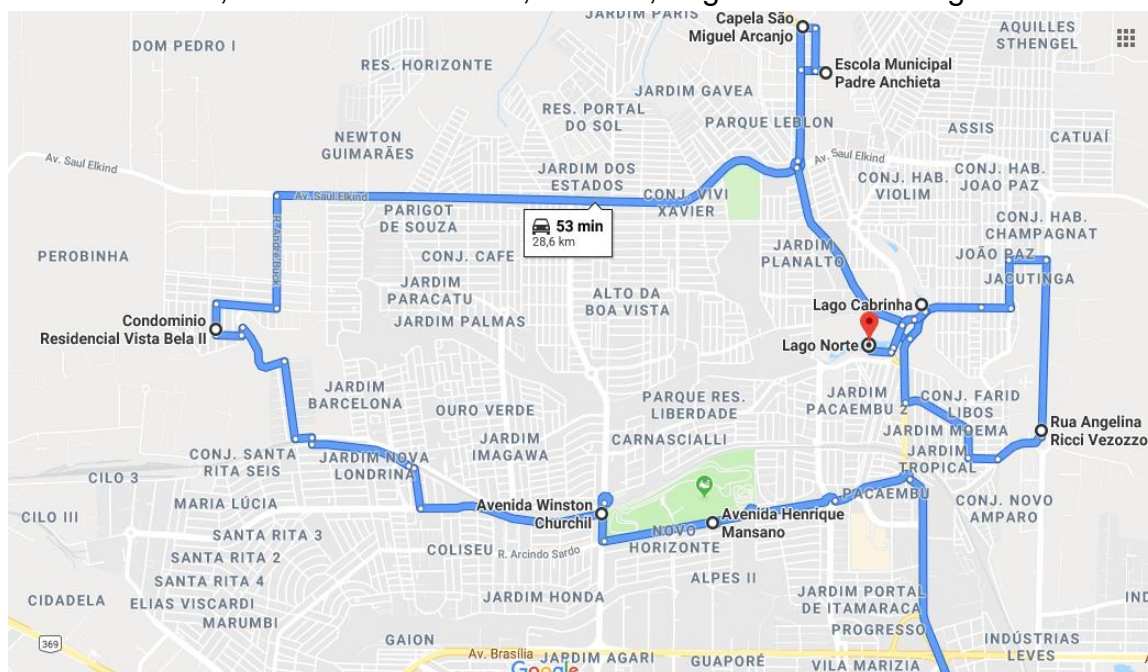 JARDIM PARIS
Capela São
Miguel Arcanjo
AQUILLES
STHENGEL
DOM PEDRO I
RES. HORIZONTE
Escola Municipal
Padre Anchieta
JARDIM GAVEA
RES. PORTAL
DO SOL
PARQUE LEBLON
ASSIS
CATUAÍ
NEWTON
GUIMARÃES
Av. Saul Elkind
JARDIM DOS
ESTADOS
Av. Saul Elkind
CONJ. HAB.
VIOLIM
CONJ. HAB.
JOAO PAZ
Av. Saul Elkind
CONJ. VIVI
XAVIER
PARIGOT
DE SOUZA
53 min
28,6 km
CONJ. HAB.
CHAMPAGNAT
R. André Buck
PEROBINHA
CONJ. CAFE
JARDIM
PLANALTO
JOÃO PAZ
JACUTINGA
JARDIM
PARACATU
ALTO DA
BOA VISTA
Lago Cabrinha
Condominio
Residencial Vista Bela II
JARDIM PALMAS
Lago Norte
JARDIM
BARCELONA
PARQUE RES.
LIBERDADE
JARDIM
PACAEMBU 2
CONJ. FARID
LIBOS
OURO VERDE
Rua Angelina
Ricci Vezozzo
JARDIM
IMAGAWA
CARNASCIALLI
JARDIM MOEMA
CONJ. SANTA
RITA SEIS
JARDIM NOVA
LONDRINA
JARDIM
TROPICAL
CILO 3
PACAEMBU
MARIA LÚCIA
Avenida Winston
Churchil
Avenida Henrique
Mansano
CONJ. NOVO
AMPARO
CILO III
SANTA RITA 3
NOVO
HORIZONTE
COLISEU
R. Arcindo Sardo
SANTA RITA 2
SANTA RITA 4
ALPES II
CIDADELA
ELIAS VISCARDI
JARDIM HONDA
JARDIM PORTAL
DE ITAMARACA
IND
MARUMBI
PROGRESSO
369
GAION
INDÚSTRIAS
LEVES
Av. Brasília
JARDIM AGARI
GUAPORÉ
VILA MARIZIA
Google